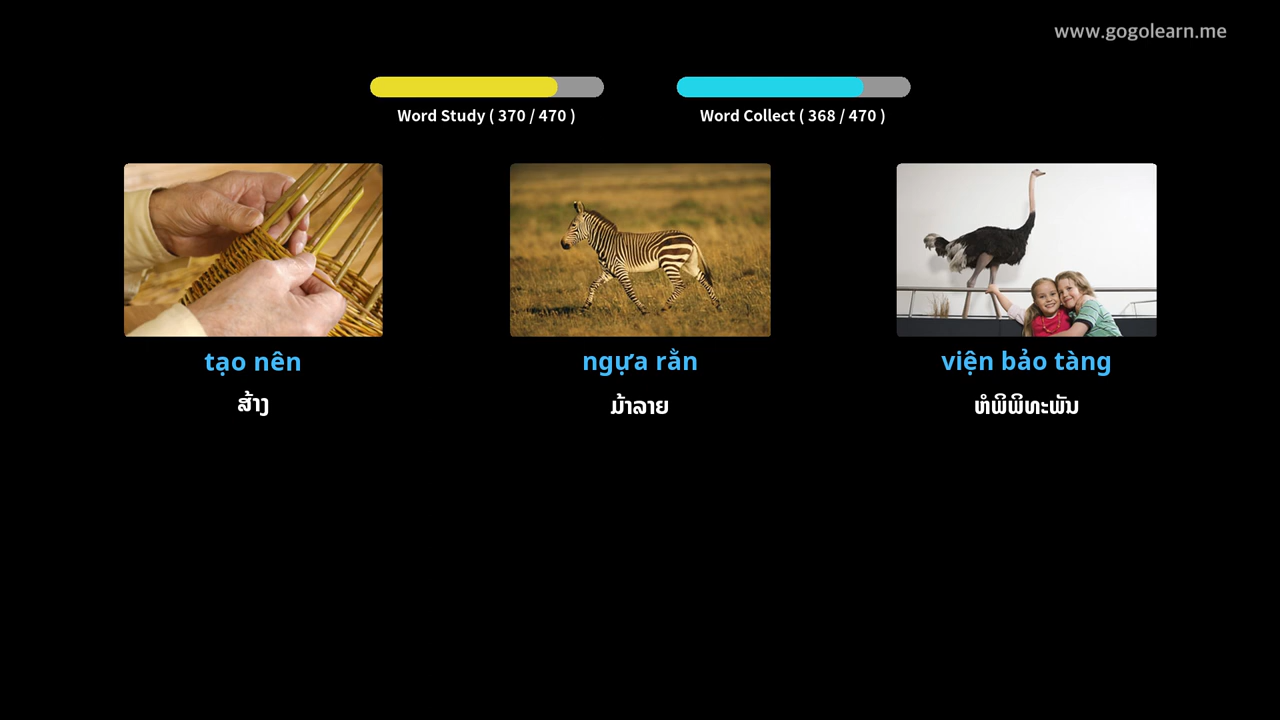 www.gogolearn.me
Word Study ( 370 / 470 )
Word Collect ( 368 / 470 )
tạo nên
ສ້າງ
ngựa rằn
ມ້າລາຍ
viện bảo tàng
ຫໍພິພິທະພັນ